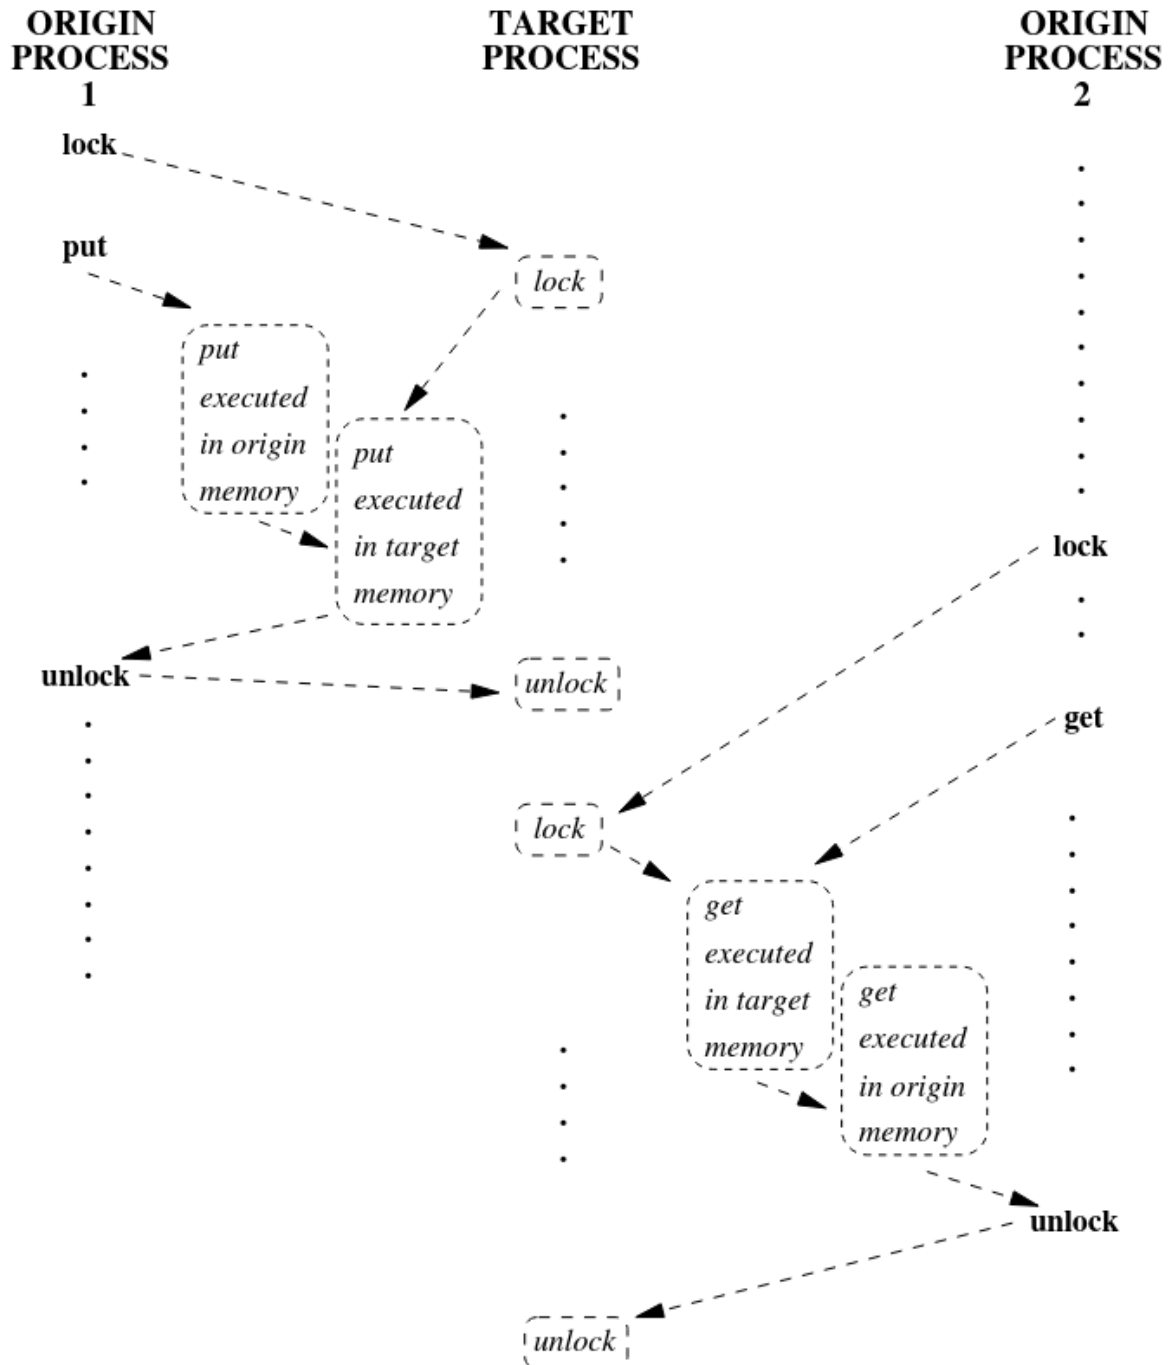 ORIGIN
PROCESS
1
TARGET
PROCESS
ORIGIN
PROCESS
2
lock
put
lock
put
executed
in origin
memory
put
executed
in target
memory
lock
unlock
unlock
get
lock
get
executed
in target
memory
get
executed
in origin
memory
unlock
unlock